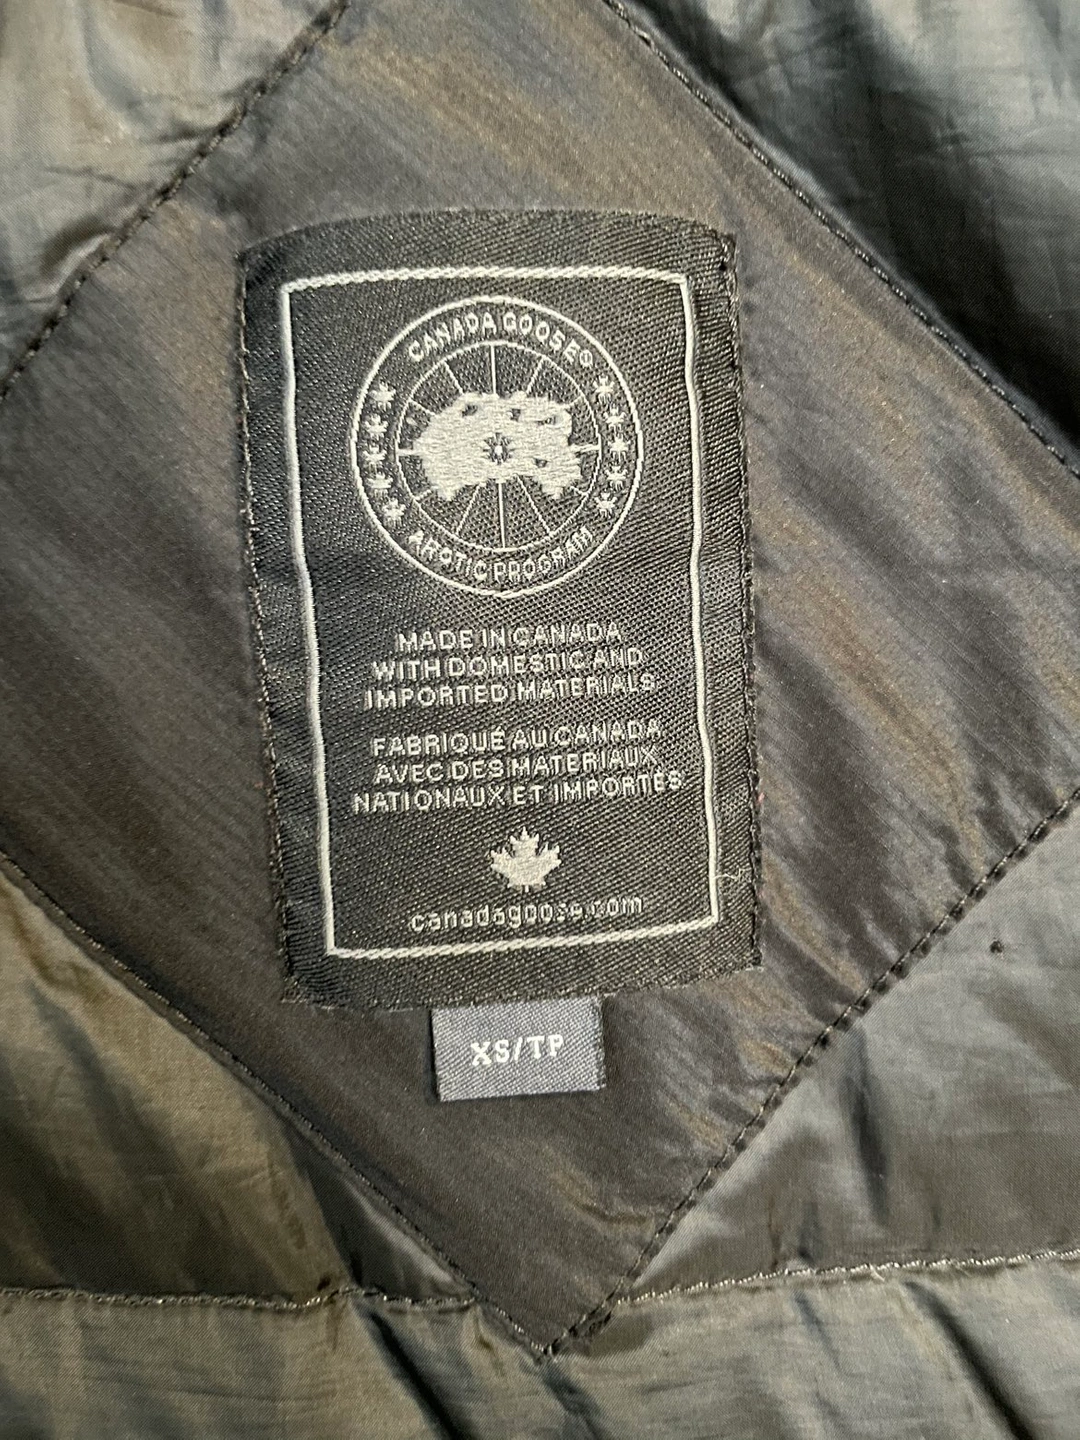 CANADA GOOSE®
ARCTIC PROGRAM
MADE IN CANADA
WITH DOMESTIC AND
IMPORTED MATERIALS
FABRIQUÉ AU CANADA
AVEC DES MATERIAUX
NATIONAUX ET IMPORTÉS
canadagoose.com
XS/TP